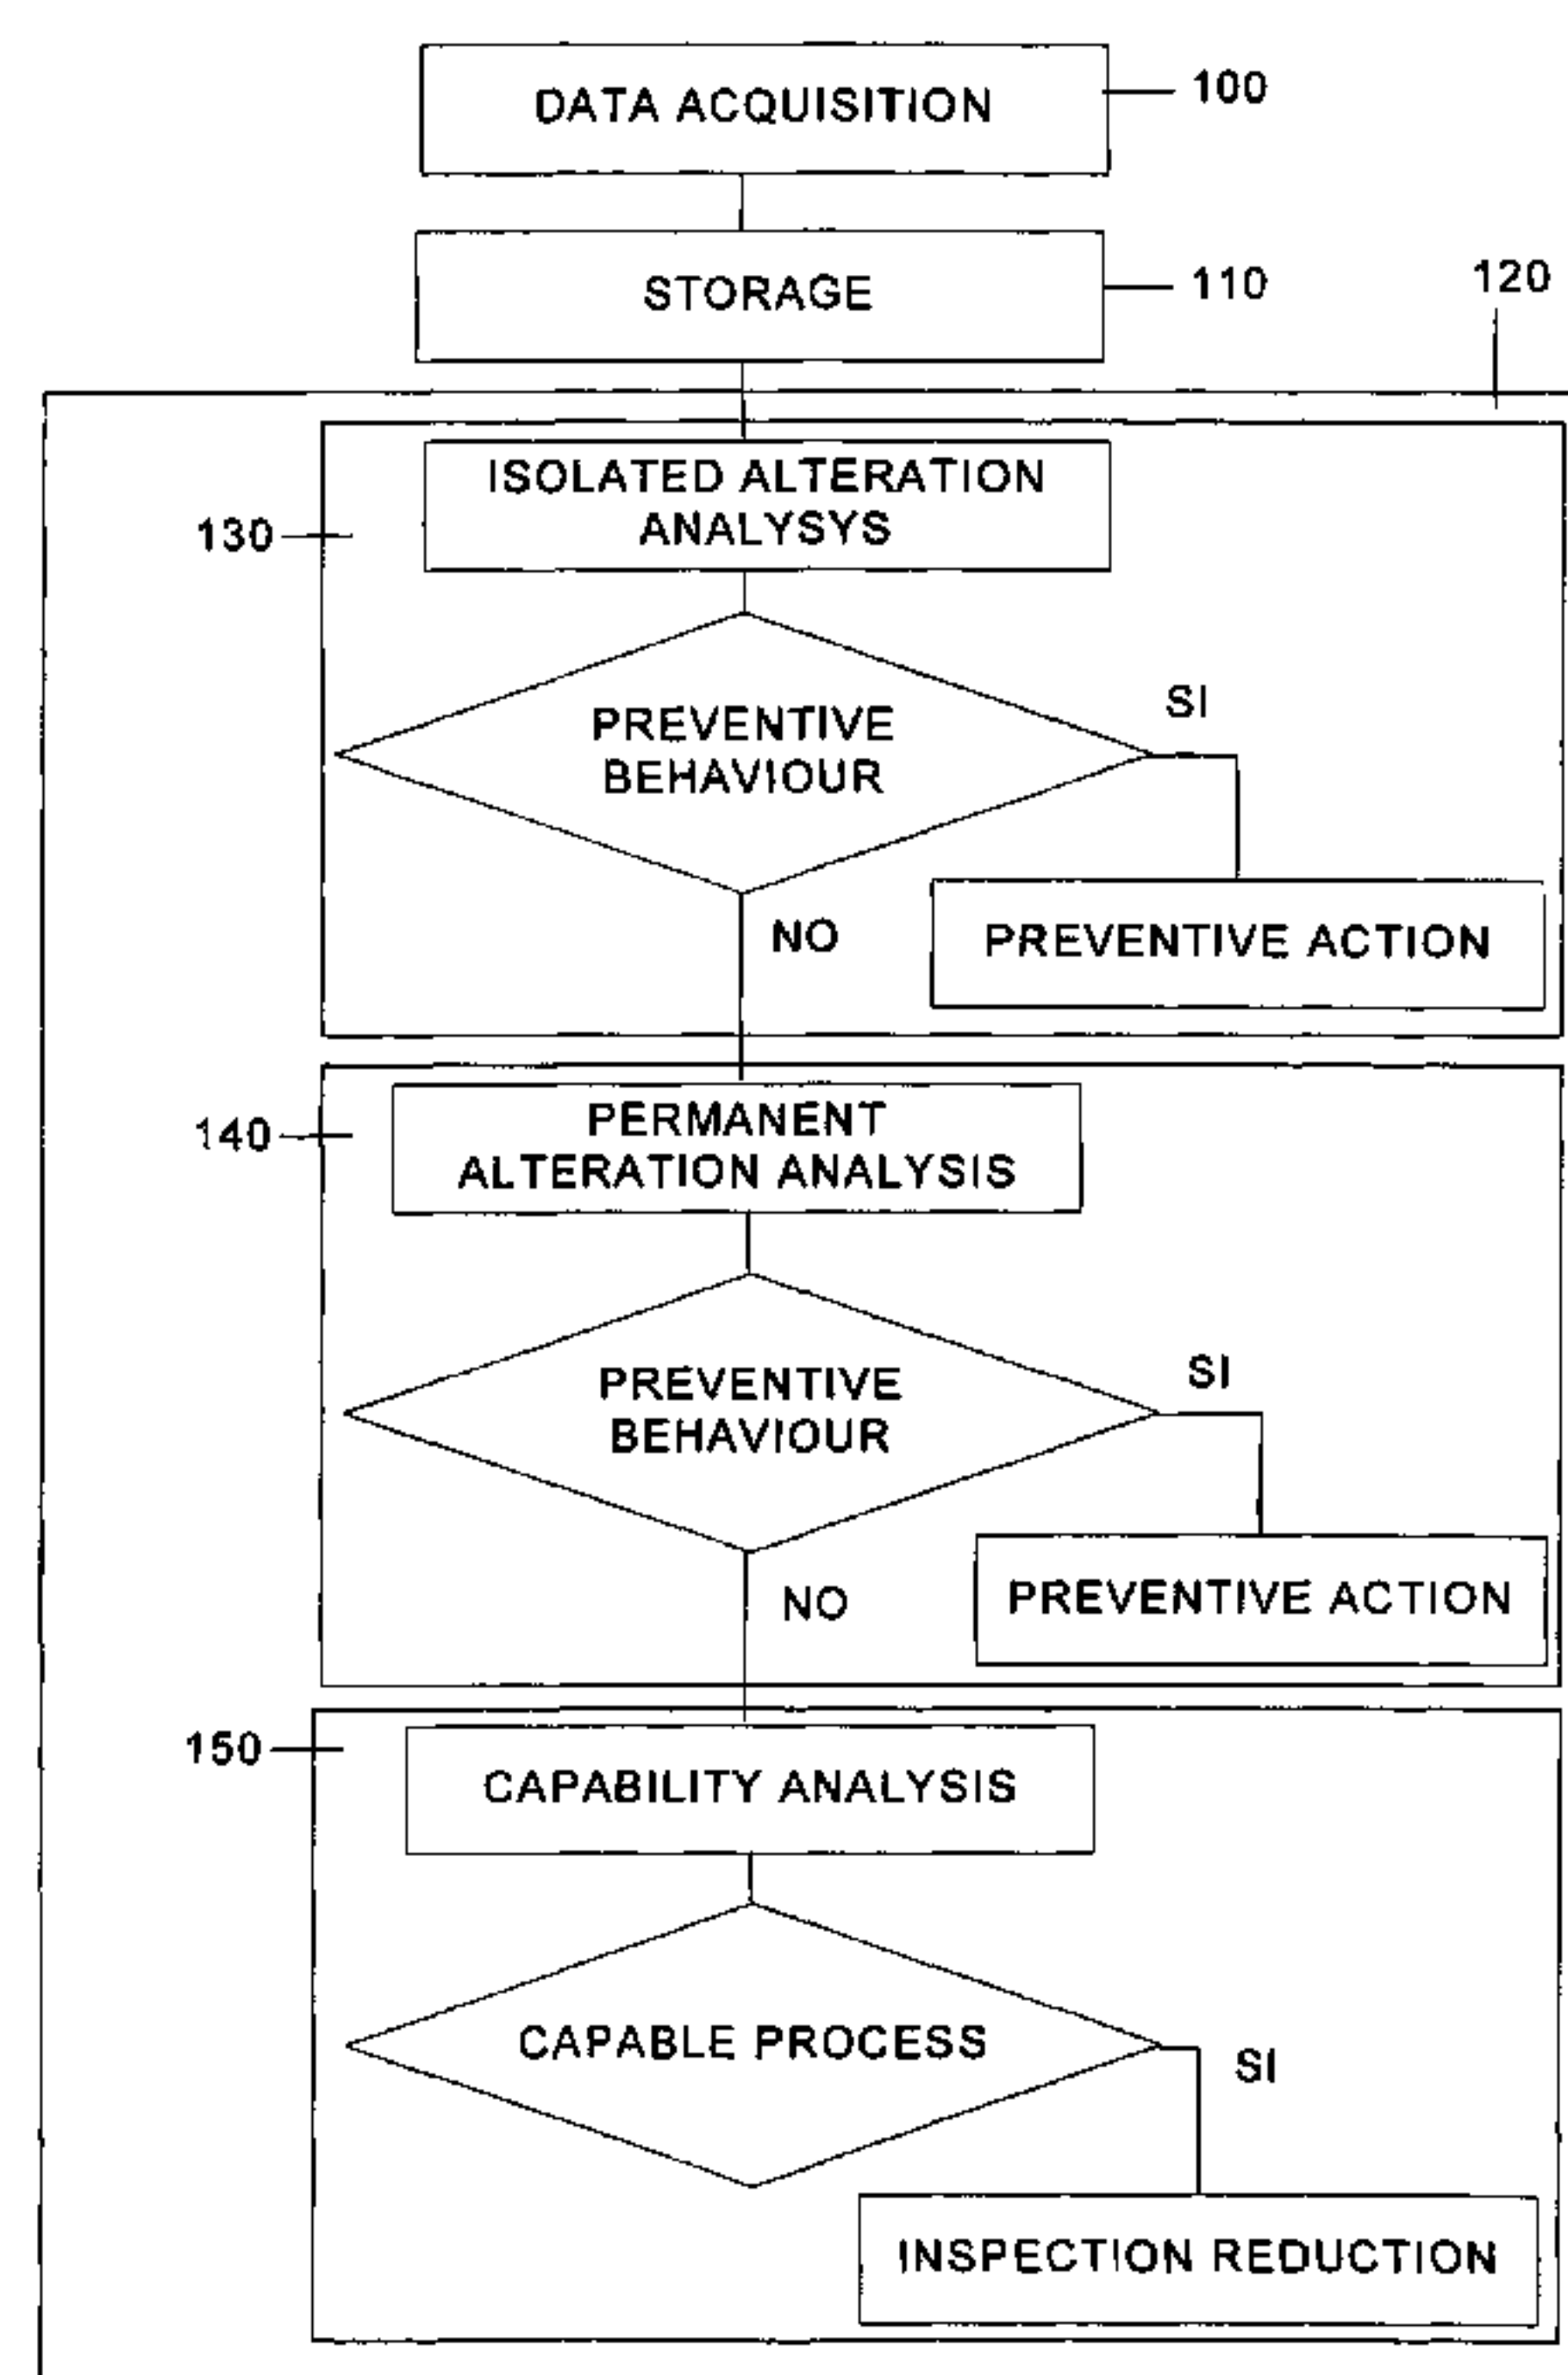 DATA ACQUISITION
100
STORAGE
110
120
ISOLATED ALTERATION
ANALYSYS
130
PREVENTIVE
BEHAVIOUR
SI
NO
PREVENTIVE ACTION
PERMANENT
ALTERATION ANALYSIS
140
PREVENTIVE
BEHAVIOUR
SI
NO
PREVENTIVE ACTION
150
CAPABILITY ANALYSIS
CAPABLE PROCESS
SI
INSPECTION REDUCTION